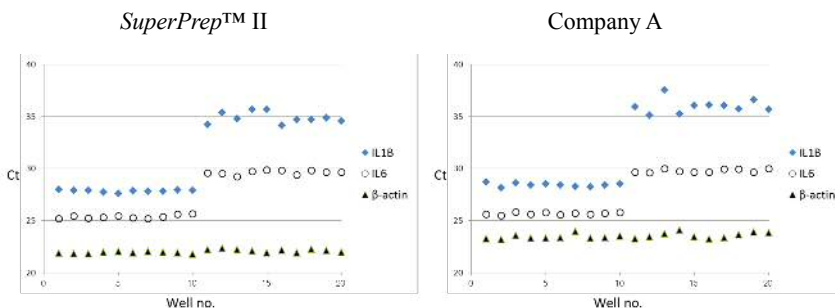 SuperPrep™ II
Company A
40
35
30
25
20
Ct
0
5
10
15
20
Well no.
IL1B
IL6
β-actin
40
35
30
25
20
Ct
0
5
10
15
20
Well no.
IL1B
IL6
β-actin